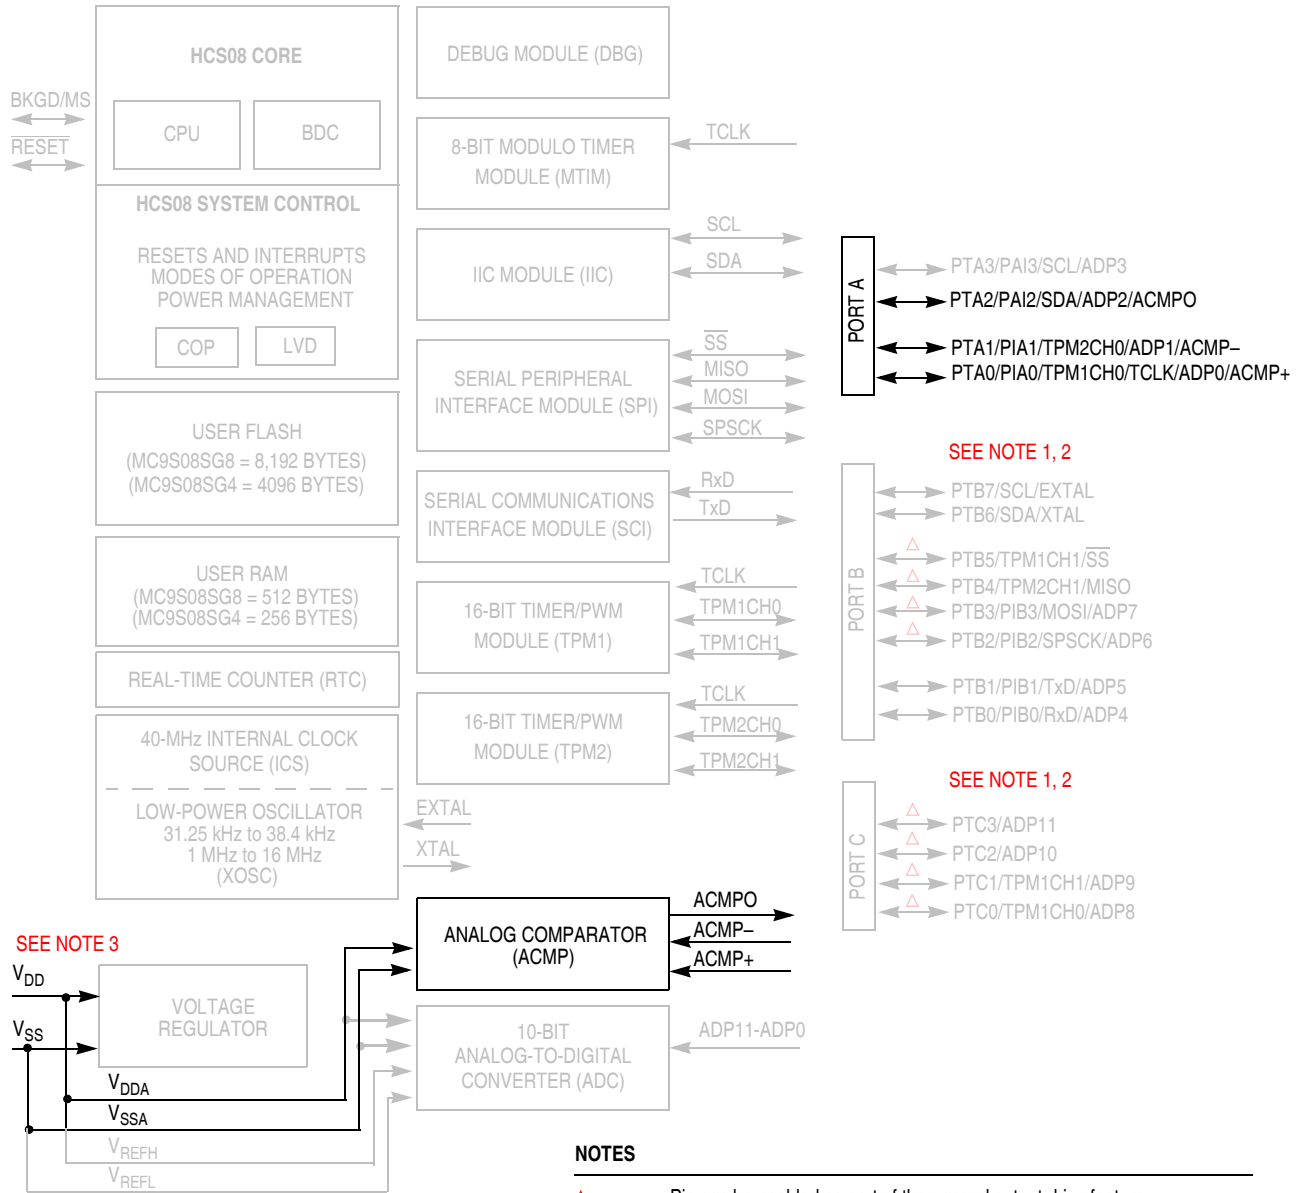 HCS08 CORE
BKGD/MS
RESET
CPU
BDC
HCS08 SYSTEM CONTROL
RESETS AND INTERRUPTS
MODES OF OPERATION
POWER MANAGEMENT
COP
LVD
USER FLASH
(MC9S08SG8 = 8,192 BYTES)
(MC9S08SG4 = 4096 BYTES)
USER RAM
(MC9S08SG8 = 512 BYTES)
(MC9S08SG4 = 256 BYTES)
REAL-TIME COUNTER (RTC)
40-MHz INTERNAL CLOCK
SOURCE (ICS)
LOW-POWER OSCILLATOR
31.25 kHz to 38.4 kHz
1 MHz to 16 MHz
(XOSC)
EXTAL
XTAL
SEE NOTE 3
VDD
VSS
VOLTAGE
REGULATOR
VDDA
VSSA
VREFH
VREFL
DEBUG MODULE (DBG)
8-BIT MODULO TIMER
MODULE (MTIM)
TCLK
IIC MODULE (IIC)
SCL
SDA
SERIAL PERIPHERAL
INTERFACE MODULE (SPI)
SS
MISO
MOSI
SPSCK
SERIAL COMMUNICATIONS
INTERFACE MODULE (SCI)
RxD
TxD
16-BIT TIMER/PWM
MODULE (TPM1)
TCLK
TPM1CH0
TPM1CH1
16-BIT TIMER/PWM
MODULE (TPM2)
TCLK
TPM2CH0
TPM2CH1
ANALOG COMPARATOR
(ACMP)
ACMPO
ACMP–
ACMP+
10-BIT
ANALOG-TO-DIGITAL
CONVERTER (ADC)
ADP11-ADP0
PORT A
PTA3/PAI3/SCL/ADP3
PTA2/PAI2/SDA/ADP2/ACMPO
PTA1/PIA1/TPM2CH0/ADP1/ACMP–
PTA0/PIA0/TPM1CH0/TCLK/ADP0/ACMP+
SEE NOTE 1, 2
PORT B
PTB7/SCL/EXTAL
PTB6/SDA/XTAL
PTB5/TPM1CH1/SS
PTB4/TPM2CH1/MISO
PTB3/PIB3/MOSI/ADP7
PTB2/PIB2/SPSCK/ADP6
PTB1/PIB1/TxD/ADP5
PTB0/PIB0/RxD/ADP4
SEE NOTE 1, 2
PORT C
PTC3/ADP11
PTC2/ADP10
PTC1/TPM1CH1/ADP9
PTC0/TPM1CH0/ADP8
NOTES